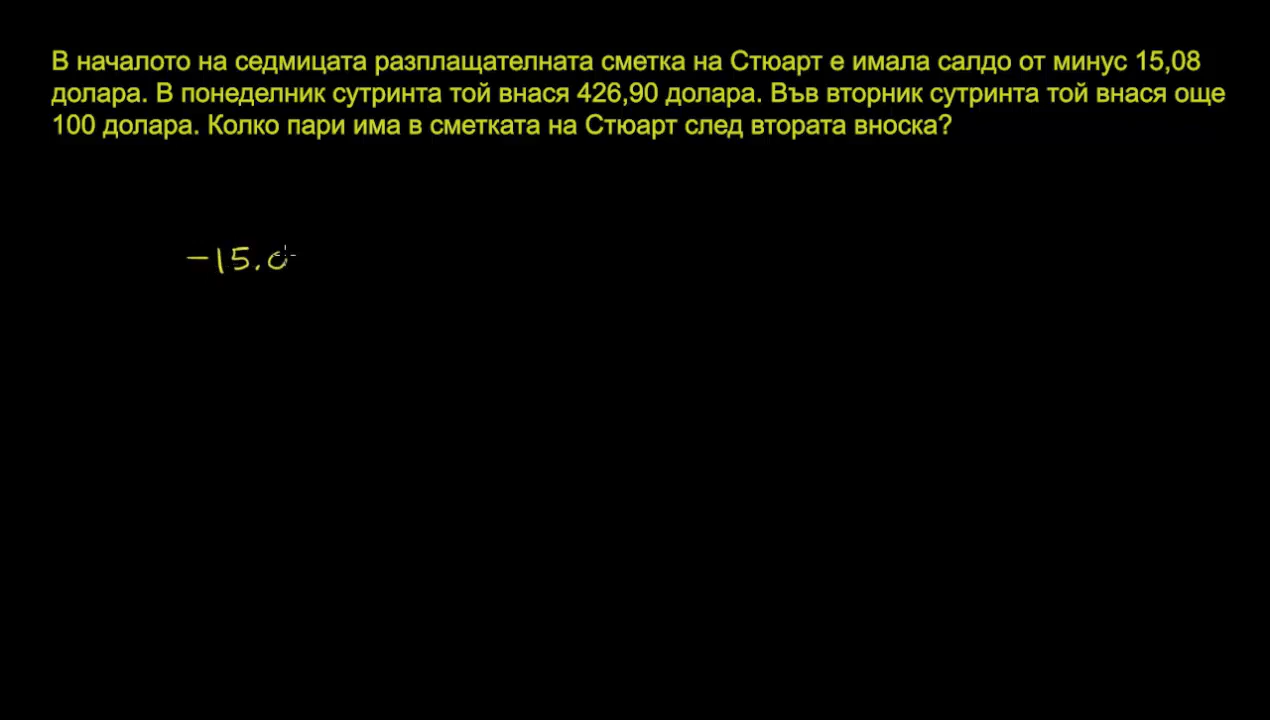 В началото на седмицата разплащателната сметка на Стюарт е имала салдо от минус 15,08
долара. В понеделник сутринта той внася 426,90 долара. Във вторник сутринта той внася още
100 долара. Колко пари има в сметката на Стюарт след втората вноска?
-15.0